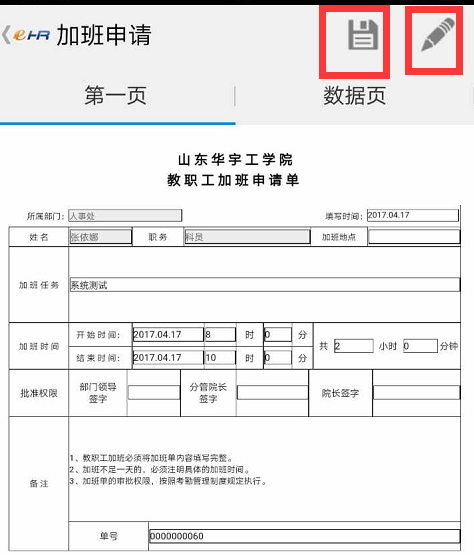 eHR 加班申请
第一页 数据页
山东华宇工学院
教职工加班申请单
所属部门: 人事处 填写时间: 2017.04.17
姓名 张依娜 职务 科员 加班地点
加班任务 系统测试
加班时间 开始时间: 2017.04.17 8 时 0 分
共 2 小时 0 分钟
结束时间: 2017.04.17 10 时 0 分
批准权限 部门领导签字 分管院长签字 院长签字
备注
1、教职工加班必须将加班单内容填写完整。
2、加班不足一天的，必须注明具体的加班时间。
3、加班单的审批权限，按照考勤管理制度规定执行。
单号 0000000060